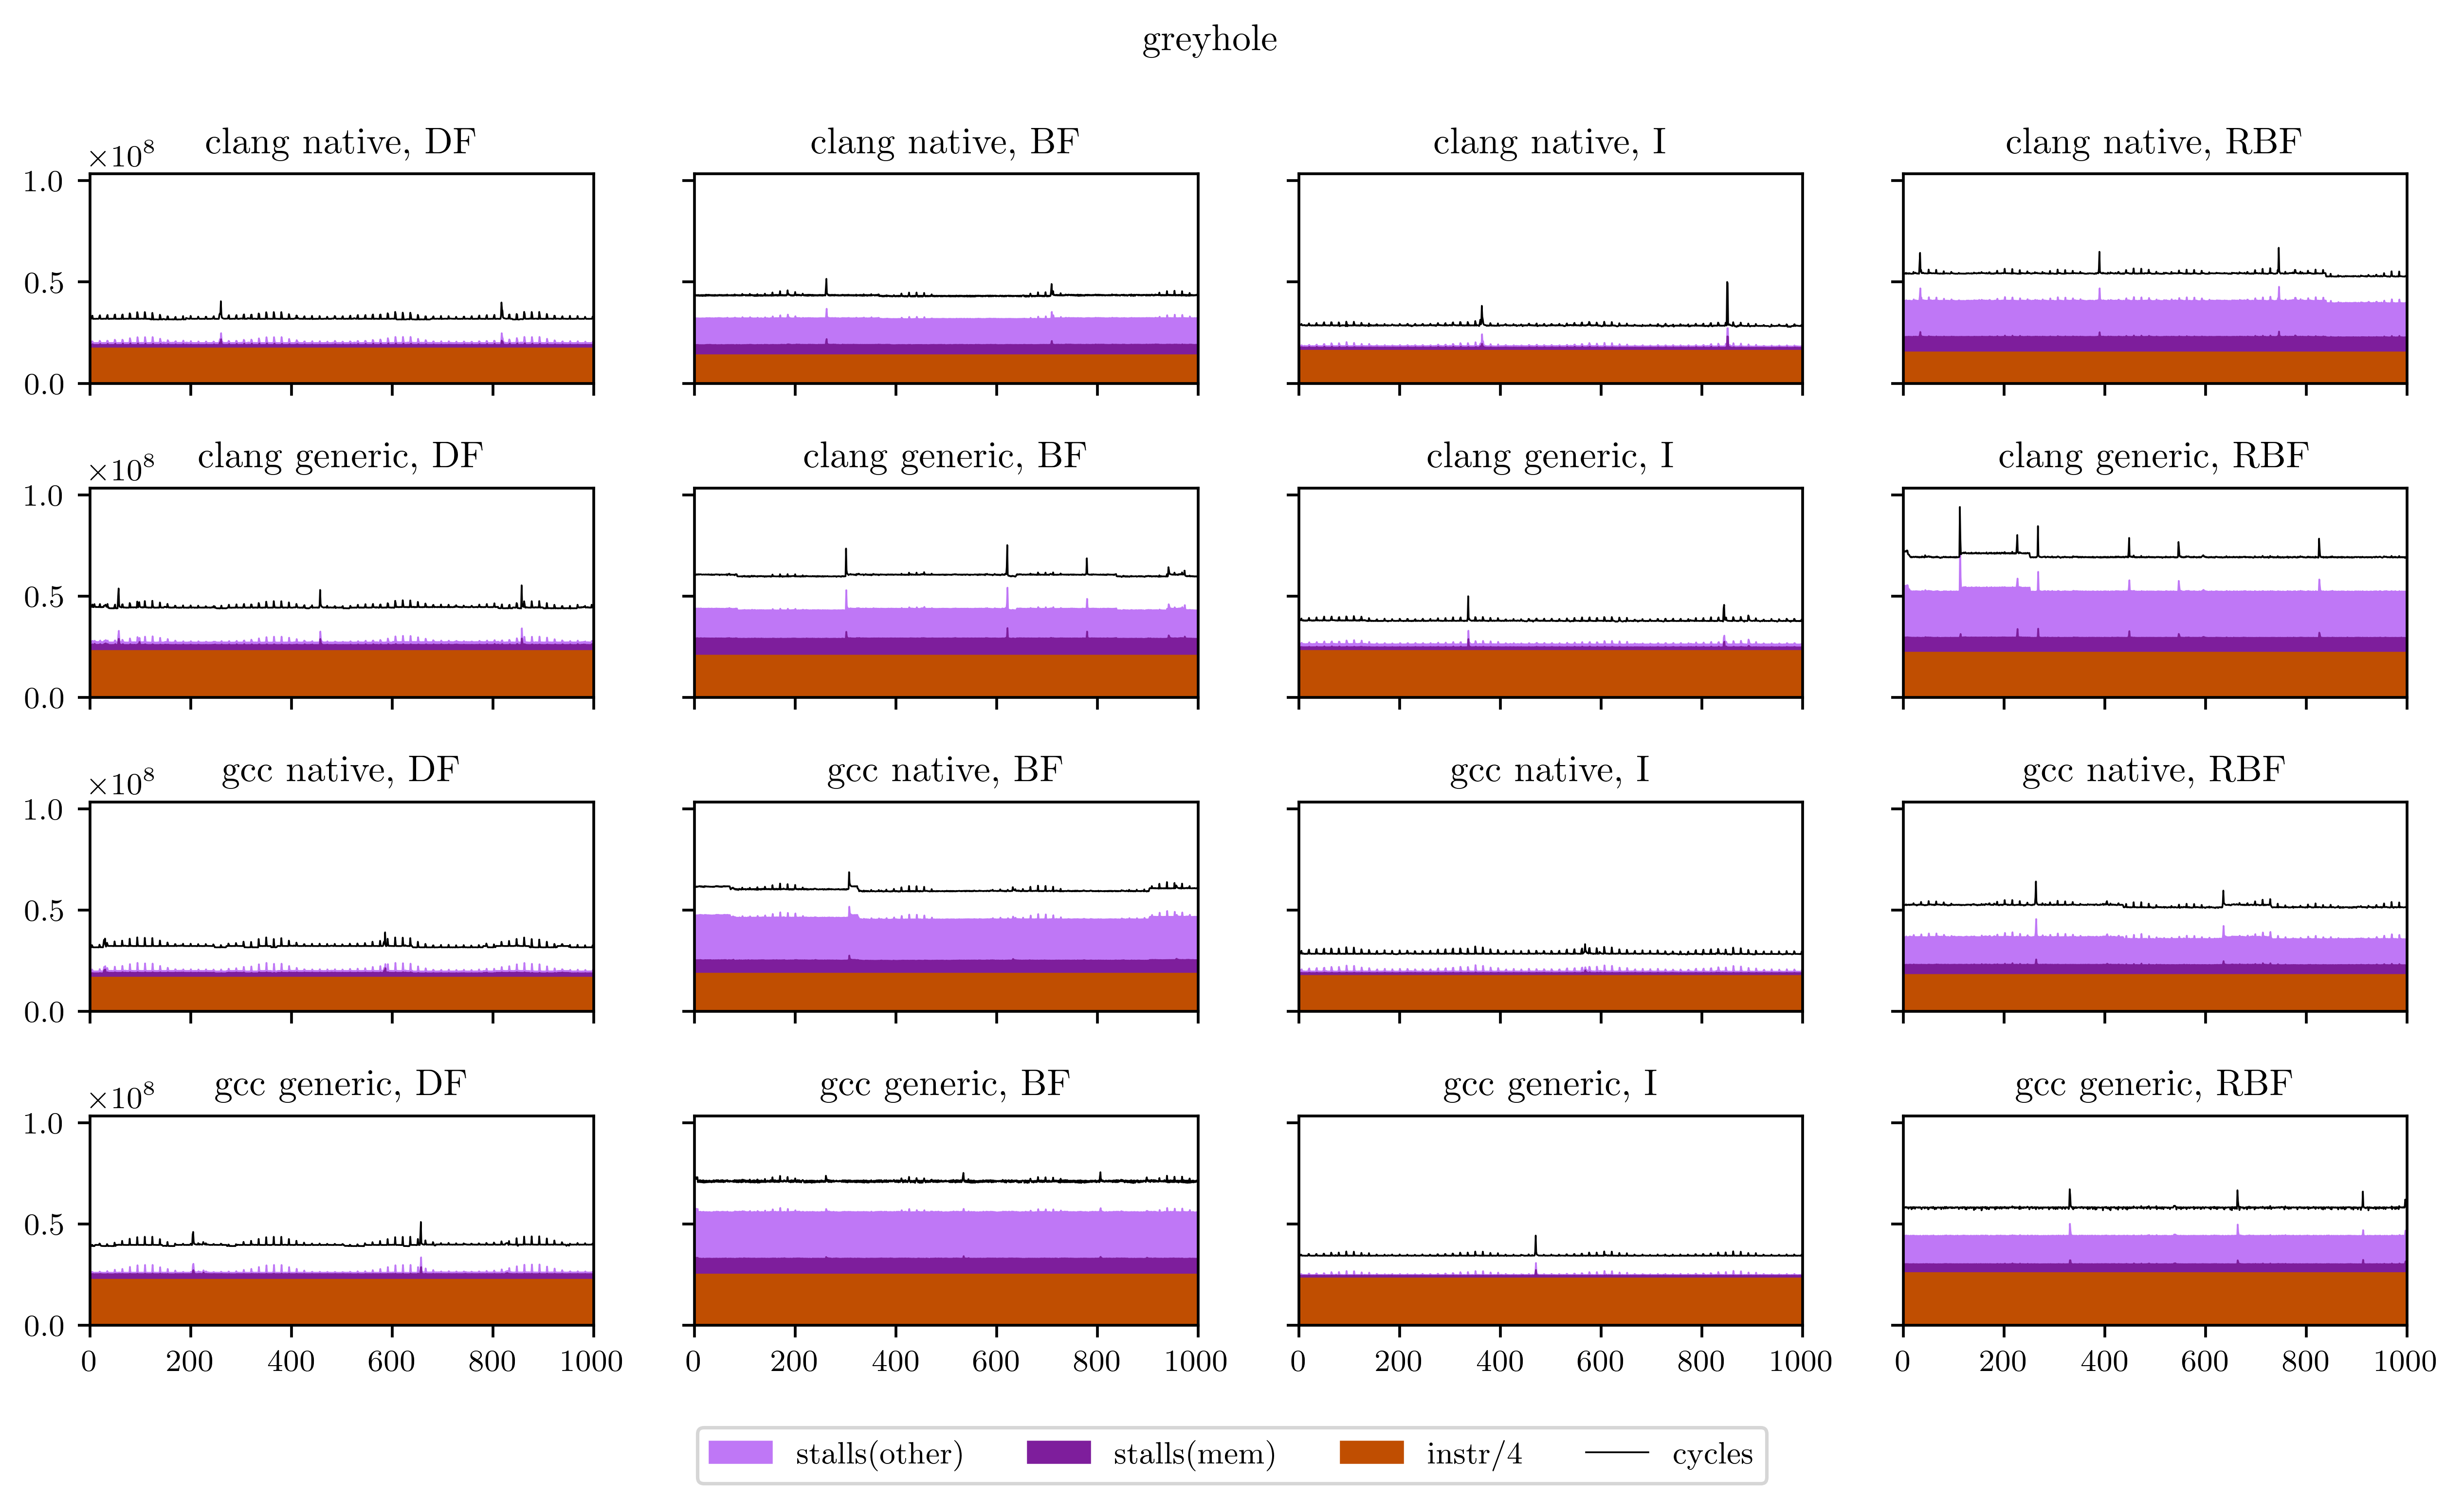 greyhole
clang native, DF
clang native, BF
clang native, I
clang native, RBF
×10⁸
1.0
0.5
0.0
clang generic, DF
clang generic, BF
clang generic, I
clang generic, RBF
×10⁸
1.0
0.5
0.0
gcc native, DF
gcc native, BF
gcc native, I
gcc native, RBF
×10⁸
1.0
0.5
0.0
gcc generic, DF
gcc generic, BF
gcc generic, I
gcc generic, RBF
×10⁸
1.0
0.5
0.0
0 200 400 600 800 1000
0 200 400 600 800 1000
0 200 400 600 800 1000
0 200 400 600 800 1000
stalls(other) stalls(mem) instr/4 cycles